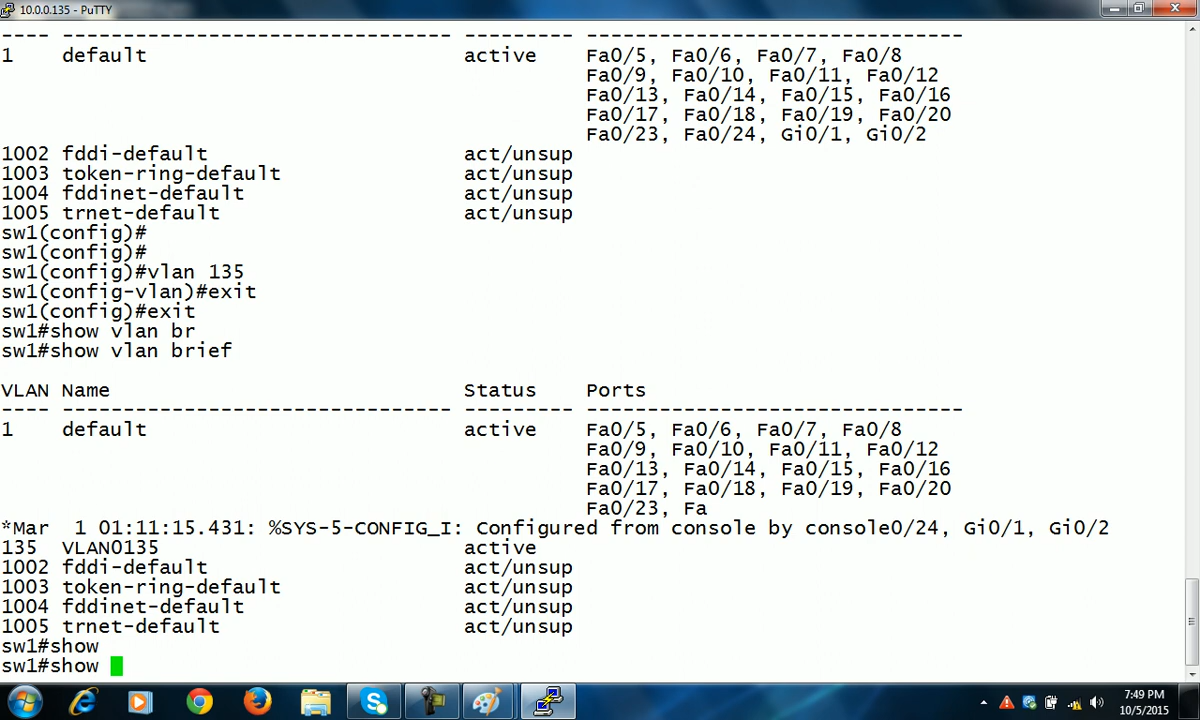 10.0.0.135 - PuTTY
---- -------------------------------- --------- -------------------------------
1    default                          active    Fa0/5, Fa0/6, Fa0/7, Fa0/8
                                                Fa0/9, Fa0/10, Fa0/11, Fa0/12
                                                Fa0/13, Fa0/14, Fa0/15, Fa0/16
                                                Fa0/17, Fa0/18, Fa0/19, Fa0/20
                                                Fa0/23, Fa0/24, Gi0/1, Gi0/2
1002 fddi-default                     act/unsup
1003 token-ring-default               act/unsup
1004 fddinet-default                  act/unsup
1005 trnet-default                    act/unsup
sw1(config)#
sw1(config)#
sw1(config)#vlan 135
sw1(config-vlan)#exit
sw1(config)#exit
sw1#show vlan br
sw1#show vlan brief
VLAN Name                             Status    Ports
---- -------------------------------- --------- -------------------------------
1    default                          active    Fa0/5, Fa0/6, Fa0/7, Fa0/8
                                                Fa0/9, Fa0/10, Fa0/11, Fa0/12
                                                Fa0/13, Fa0/14, Fa0/15, Fa0/16
                                                Fa0/17, Fa0/18, Fa0/19, Fa0/20
                                                Fa0/23, Fa
*Mar  1 01:11:15.431: %SYS-5-CONFIG_I: Configured from console by console0/24, Gi0/1, Gi0/2
135  VLAN0135                         active
1002 fddi-default                     act/unsup
1003 token-ring-default               act/unsup
1004 fddinet-default                  act/unsup
1005 trnet-default                    act/unsup
sw1#show
sw1#show
7:49 PM
10/5/2015